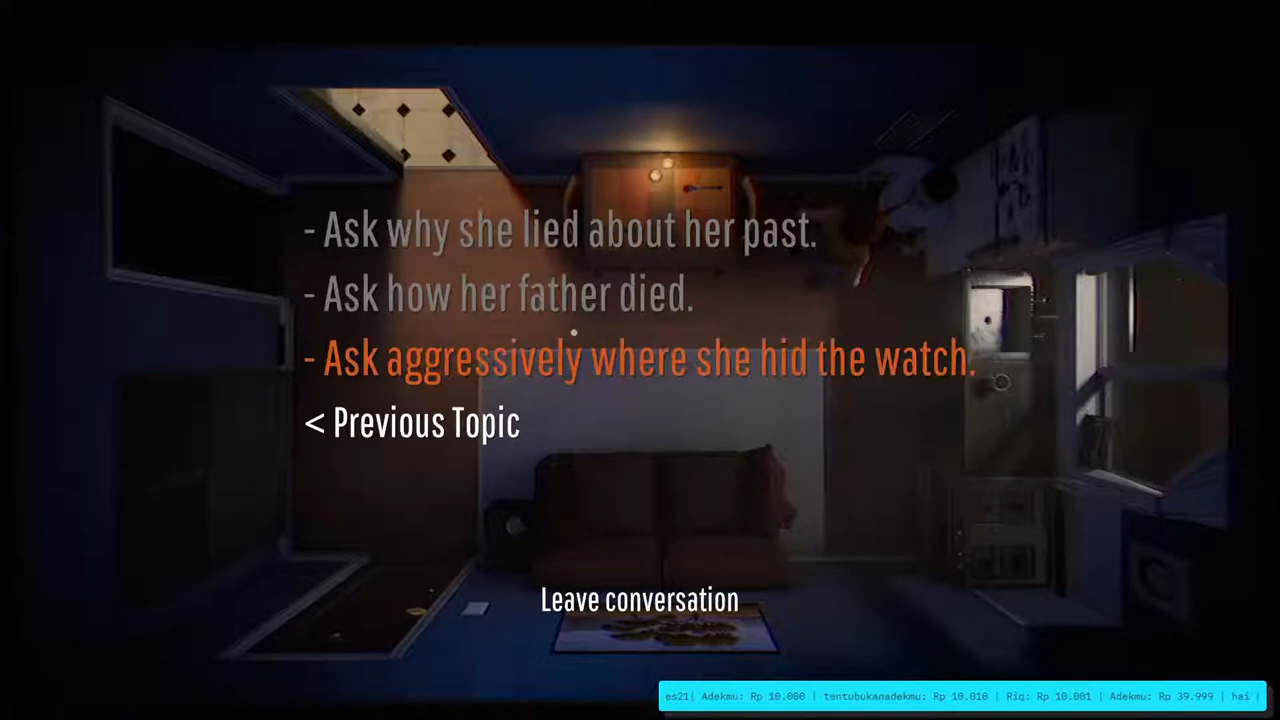 - Ask why she lied about her past.
- Ask how her father died.
- Ask aggressively where she hid the watch.
< Previous Topic
Leave conversation
es21| Adekmu: Rp 10.000 | tantubukanadekmu: Rp 10.010 | Riq: Rp 10.001 | Adekmu: Rp 39.999 | hai